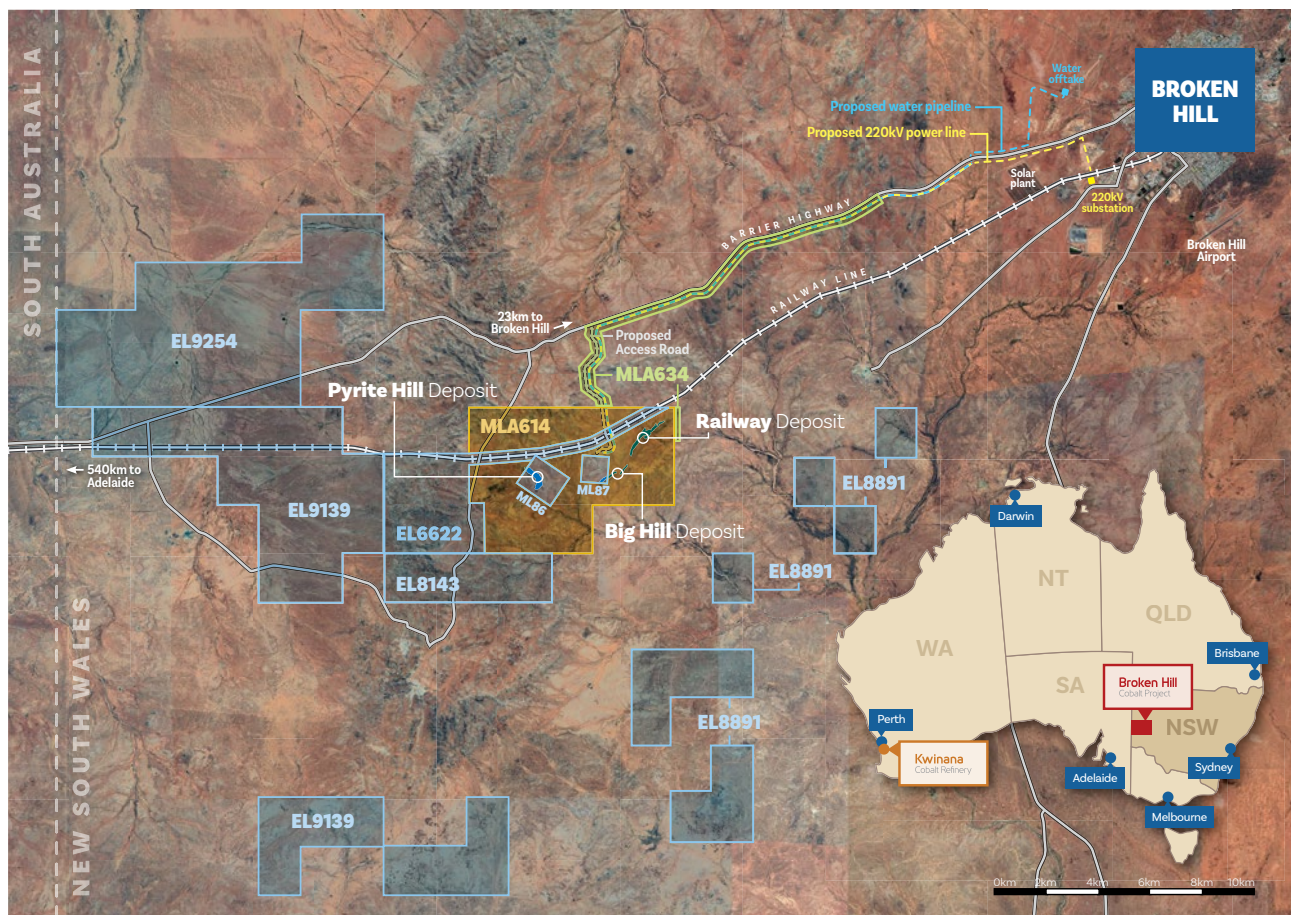 SOUTH AUSTRALIA
NEW SOUTH WALES
Water
offtake
BROKEN
HILL
Proposed water pipeline
Proposed 220kV power line
Solar
plant
220kV
substation
BARRIER HIGHWAY
Broken Hill
Airport
RAILWAY LINE
23km to
Broken Hill
EL9254
Proposed
Access Road
MLA634
Pyrite Hill Deposit
MLA614
Railway Deposit
540km to
Adelaide
EL8891
ML87
ML86
EL9139
EL6622
Big Hill Deposit
EL8143
EL8891
EL8891
EL9139
Darwin
NT
QLD
WA
Brisbane
SA
Broken Hill
Cobalt Project
Perth
NSW
Kwinana
Cobalt Refinery
Adelaide
Sydney
Melbourne
0km 2km 4km 6km 8km 10km